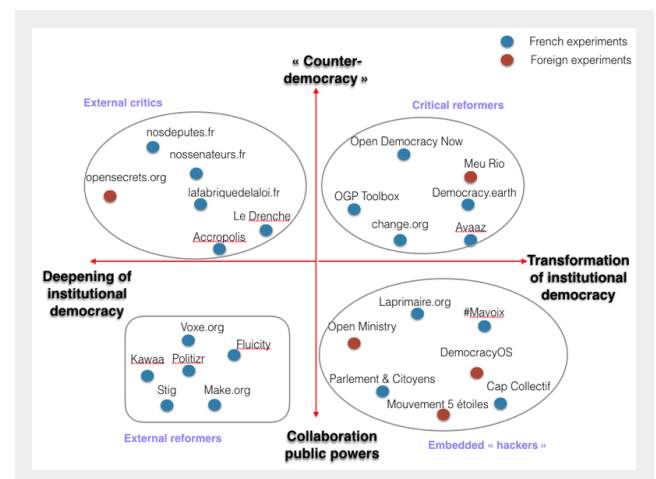 French experiments
Foreign experiments
« Counter-
democracy »
External critics
Critical reformers
nosdeputes.fr
nossenateurs.fr
opensecrets.org
lafabriquedelaloi.fr
Le Drenche
Accropolis
Open Democracy Now
Meu Rio
OGP Toolbox
Democracy.earth
change.org
Avaaz
Deepening of
institutional
democracy
Transformation
of institutional
democracy
Voxe.org
Fluicity
Kawaa
Politizr
Stig
Make.org
External reformers
Laprimaire.org
#Mavoix
Open Ministry
DemocracyOS
Parlement & Citoyens
Cap Collectif
Mouvement 5 étoiles
Embedded « hackers »
Collaboration
public powers